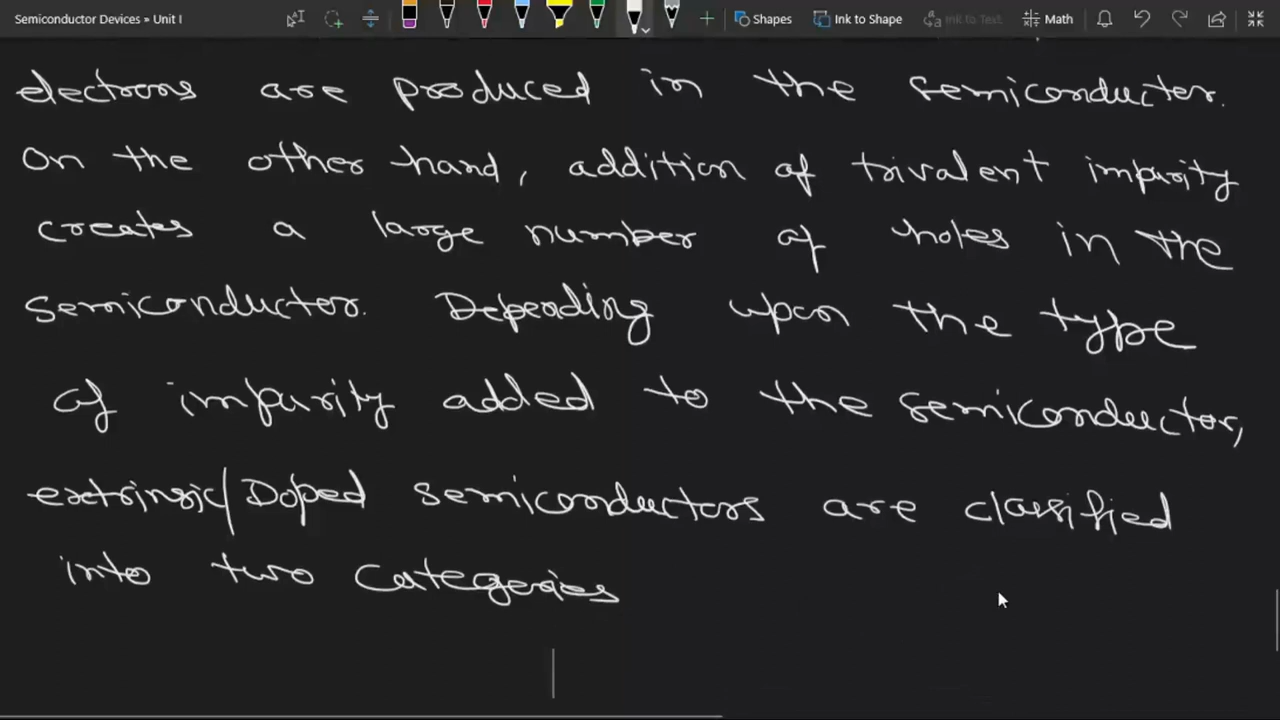 Semiconductor Devices » Unit I
Shapes
Ink to Shape
Ink to Text
Math
electrons are produced in the semiconductor.
On the other hand, addition of trivalent impurity
creates a large number of holes in the
semiconductor. Depending upon the type
of impurity added to the semiconductor,
extrinsic/Doped semiconductors are classified
into two categories